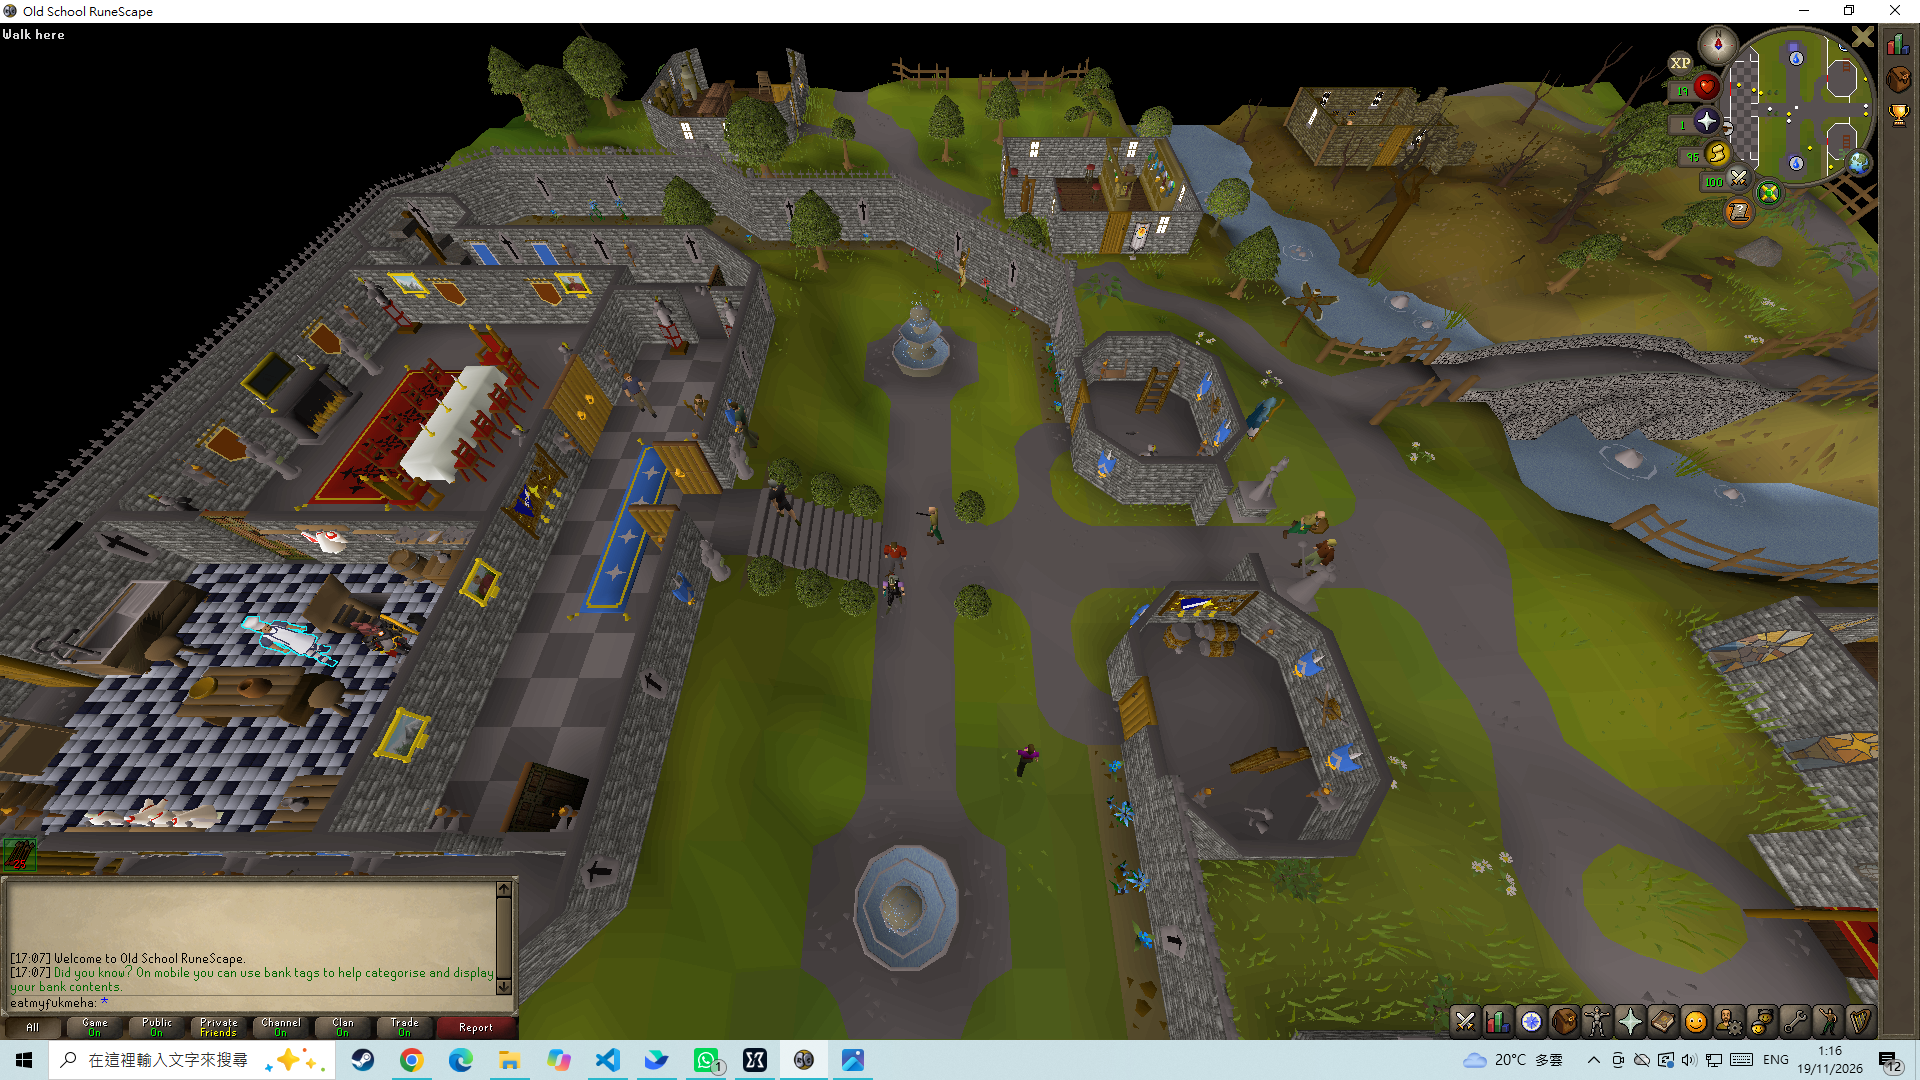 Old School RuneScape
Walk here
N
XP
19
1
95
100
25
[17:07] Welcome to Old School RuneScape.
[17:07] Did you know? On mobile you can use bank tags to help categorise and display
your bank contents.
eatmyfukmeha: *
All
Game
On
Public
On
Private
Friends
Channel
On
Clan
On
Trade
On
Report
在這裡輸入文字來搜尋
1
20°C 多雲
ENG
1:16
19/11/2026
12